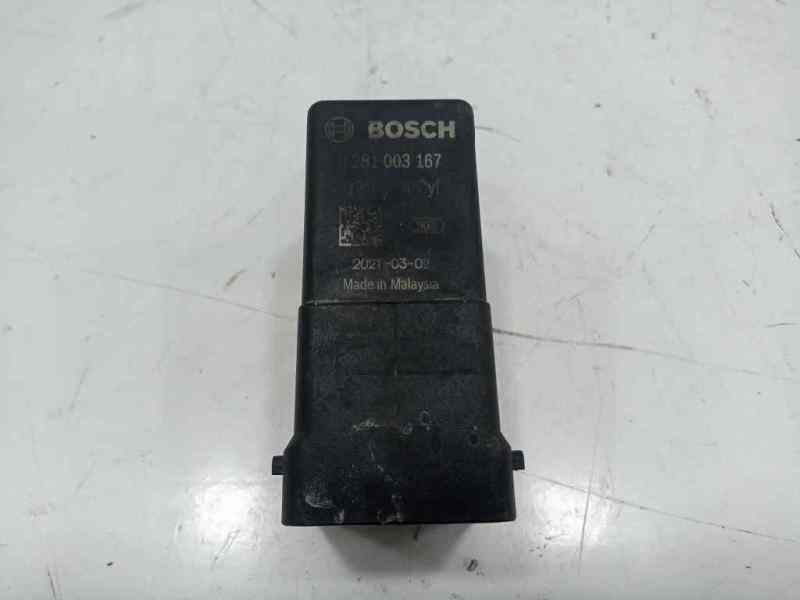 BOSCH
281 003 167
2021-03-02
Made in Malaysia